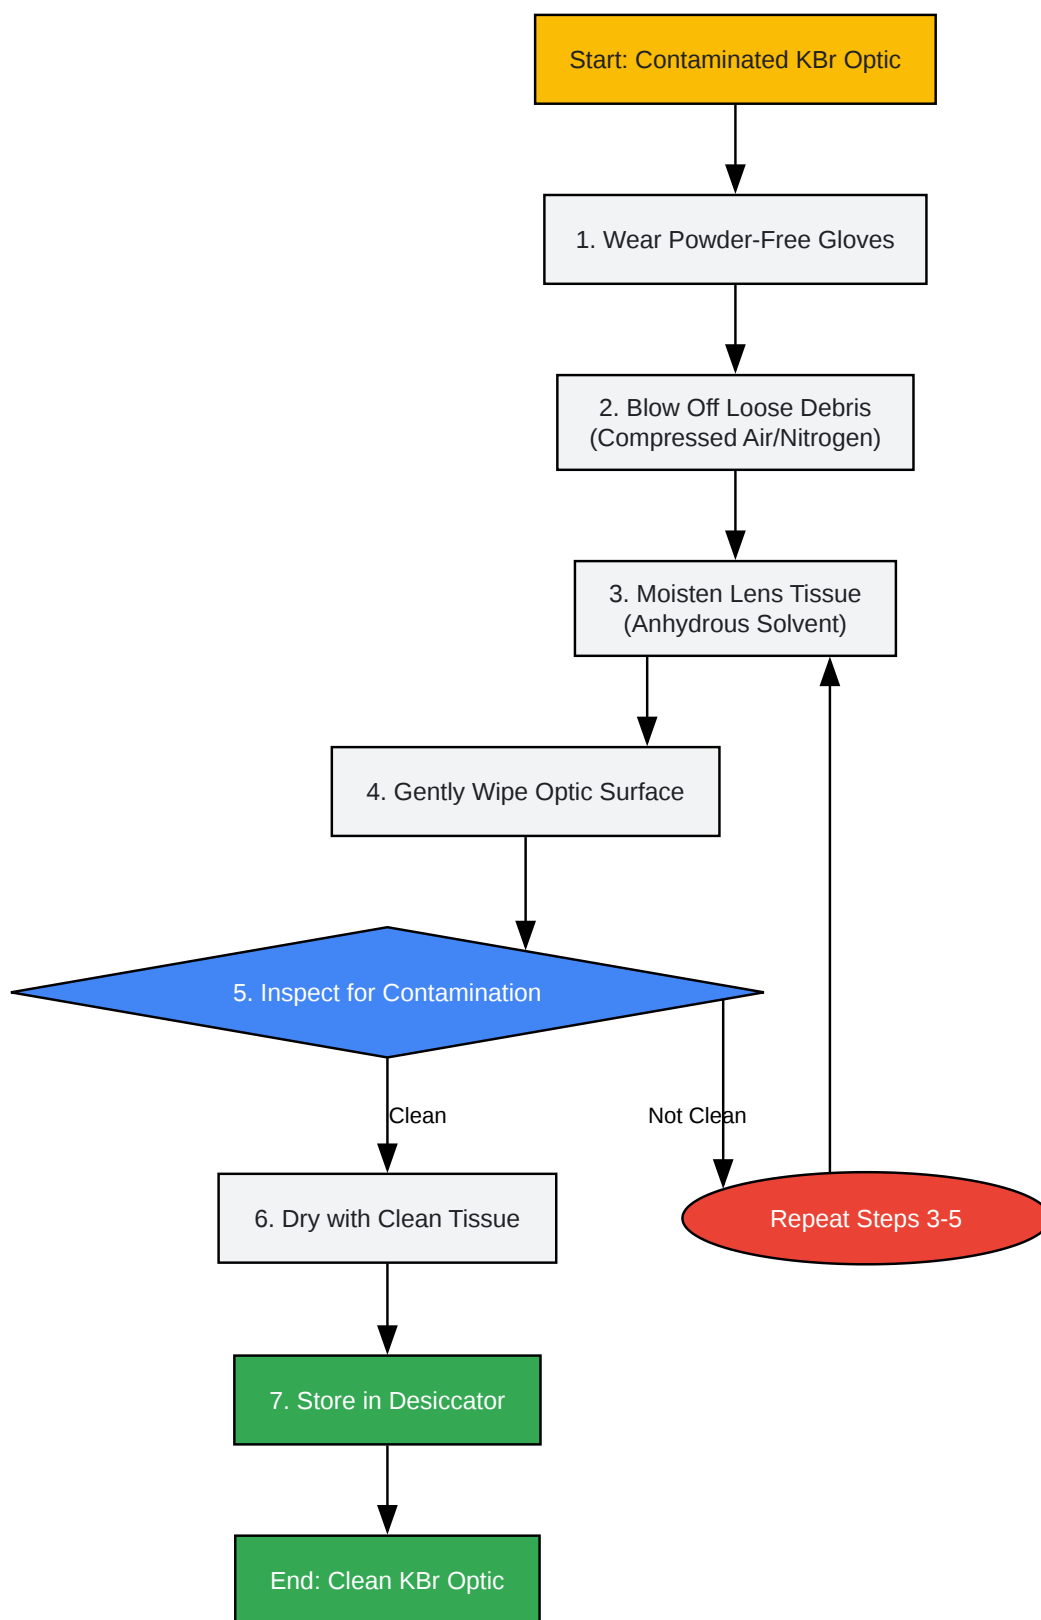 Start: Contaminated KBr Optic
1. Wear Powder-Free Gloves
2. Blow Off Loose Debris
(Compressed Air/Nitrogen)
3. Moisten Lens Tissue
(Anhydrous Solvent)
4. Gently Wipe Optic Surface
5. Inspect for Contamination
Clean
Not Clean
6. Dry with Clean Tissue
Repeat Steps 3-5
7. Store in Desiccator
End: Clean KBr Optic